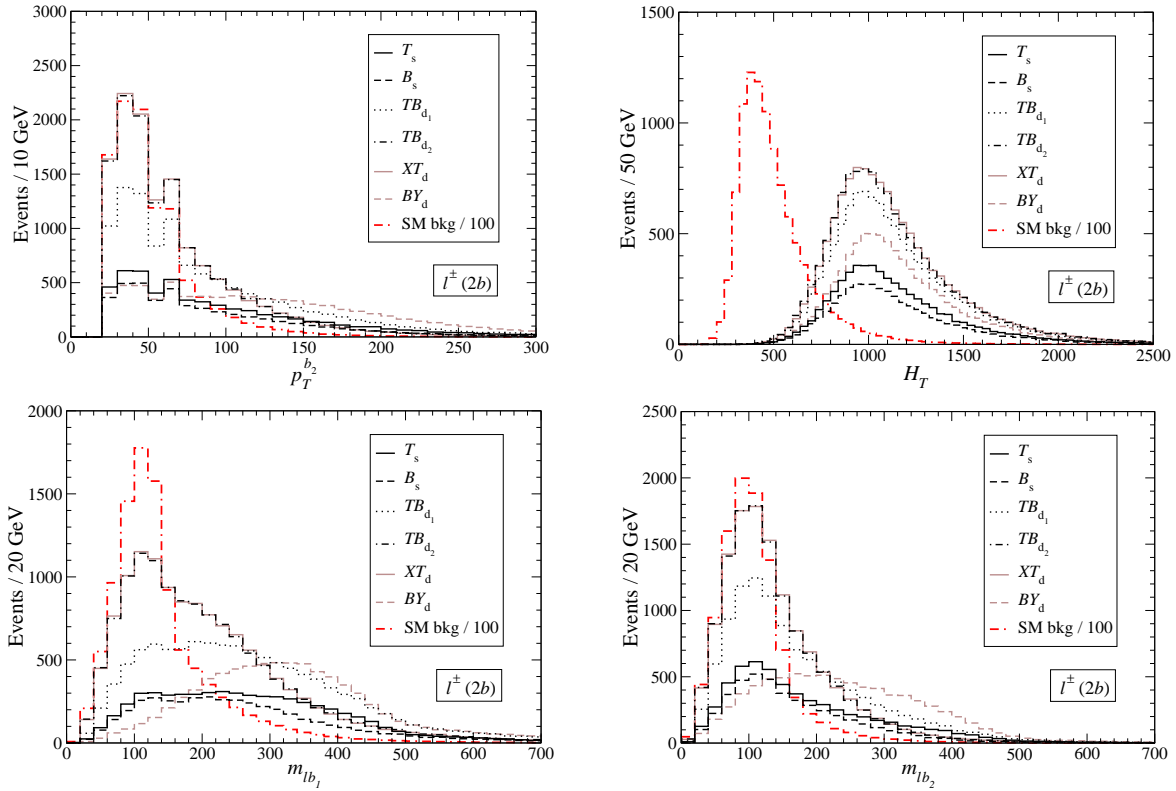 Events / 10 GeV
3000
2500
2000
1500
1000
500
0
0 50 100 150 200 250 300
p_T^{b_2}
T_s
B_s
TB_{d_1}
TB_{d_2}
XT_d
BY_d
SM bkg / 100
l^± (2b)
Events / 50 GeV
1500
1000
500
0
0 500 1000 1500 2000 2500
H_T
T_s
B_s
TB_{d_1}
TB_{d_2}
XT_d
BY_d
SM bkg / 100
l^± (2b)
Events / 20 GeV
2000
1500
1000
500
0
0 100 200 300 400 500 600 700
m_{lb_1}
T_s
B_s
TB_{d_1}
TB_{d_2}
XT_d
BY_d
SM bkg / 100
l^± (2b)
Events / 20 GeV
2500
2000
1500
1000
500
0
0 100 200 300 400 500 600 700
m_{lb_2}
T_s
B_s
TB_{d_1}
TB_{d_2}
XT_d
BY_d
SM bkg / 100
l^± (2b)